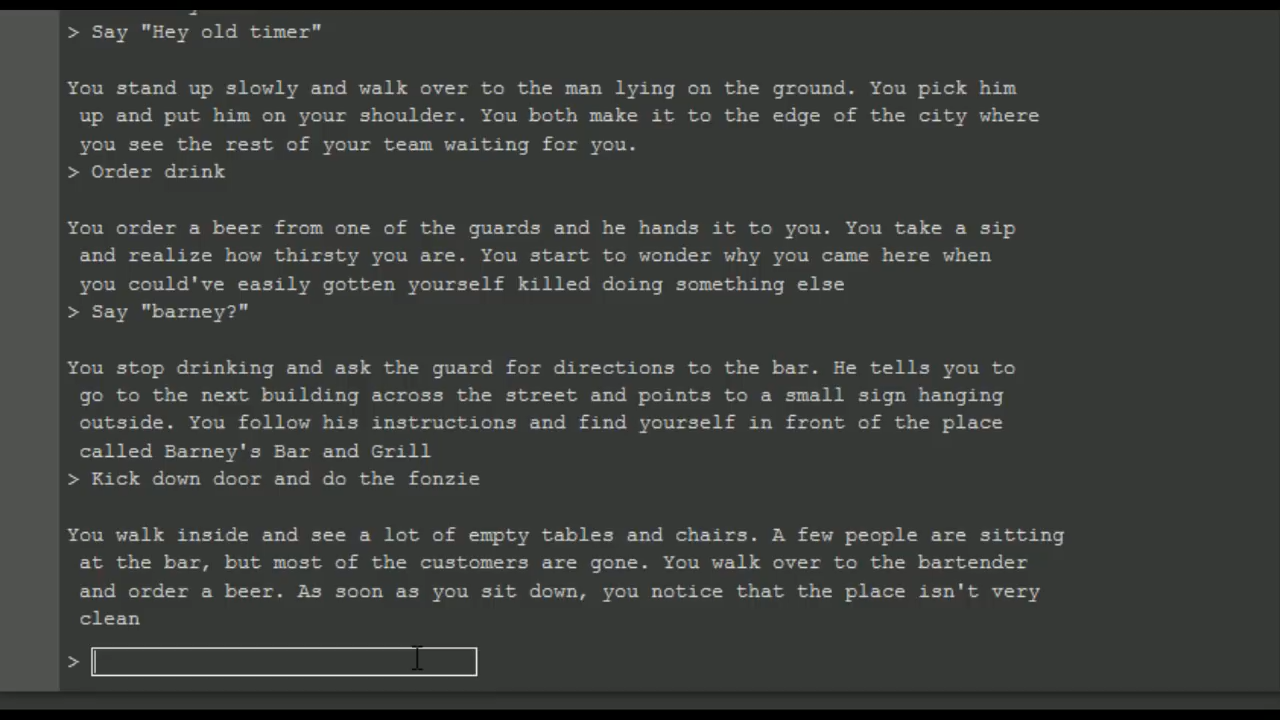 > Say "Hey old timer"
You stand up slowly and walk over to the man lying on the ground. You pick him
up and put him on your shoulder. You both make it to the edge of the city where
you see the rest of your team waiting for you.
> Order drink
You order a beer from one of the guards and he hands it to you. You take a sip
and realize how thirsty you are. You start to wonder why you came here when
you could've easily gotten yourself killed doing something else
> Say "barney?"
You stop drinking and ask the guard for directions to the bar. He tells you to
go to the next building across the street and points to a small sign hanging
outside. You follow his instructions and find yourself in front of the place
called Barney's Bar and Grill
> Kick down door and do the fonzie
You walk inside and see a lot of empty tables and chairs. A few people are sitting
at the bar, but most of the customers are gone. You walk over to the bartender
and order a beer. As soon as you sit down, you notice that the place isn't very
clean
>